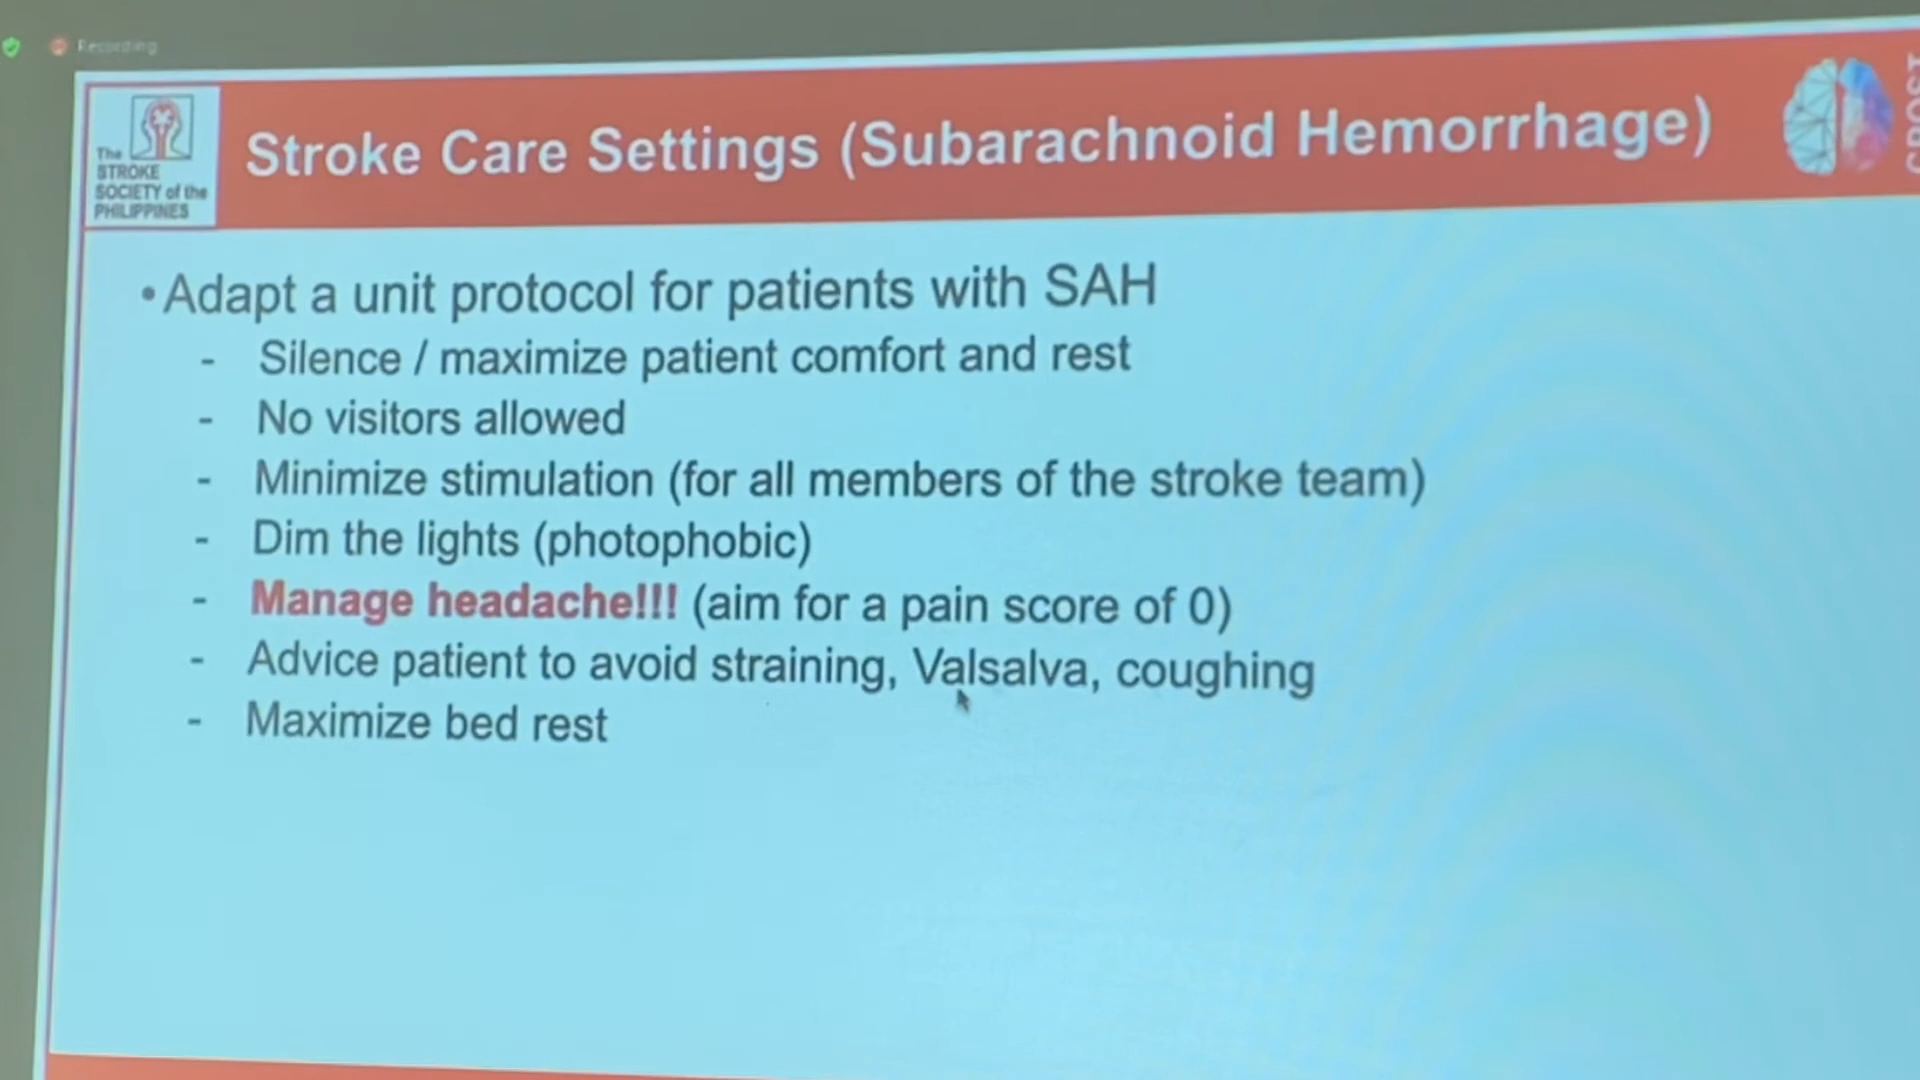 Recording
The
STROKE
SOCIETY of the
PHILIPPINES
Stroke Care Settings (Subarachnoid Hemorrhage)
•Adapt a unit protocol for patients with SAH
- Silence / maximize patient comfort and rest
- No visitors allowed
- Minimize stimulation (for all members of the stroke team)
- Dim the lights (photophobic)
- Manage headache!!! (aim for a pain score of 0)
- Advice patient to avoid straining, Valsalva, coughing
- Maximize bed rest